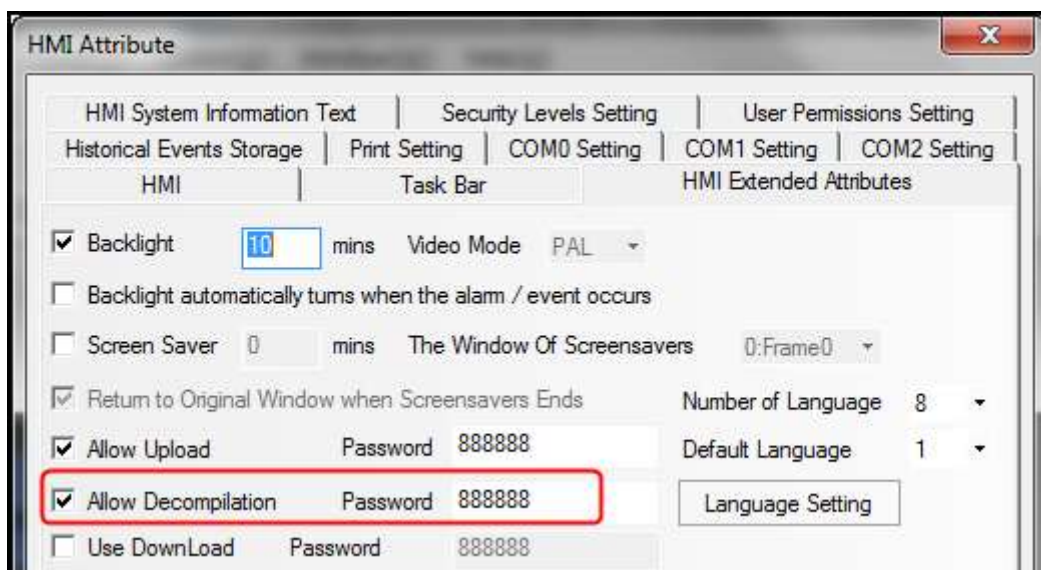 HMI Attribute
HMI System Information Text Security Levels Setting User Permissions Setting
Historical Events Storage Print Setting COM0 Setting COM1 Setting COM2 Setting
HMI Task Bar HMI Extended Attributes
Backlight 10 mins Video Mode PAL
Backlight automatically turns when the alarm / event occurs
Screen Saver 0 mins The Window Of Screensavers 0:Frame0
Return to Original Window when Screensavers Ends Number of Language 8
Allow Upload Password 888888 Default Language 1
Allow Decompilation Password 888888 Language Setting
Use DownLoad Password 888888